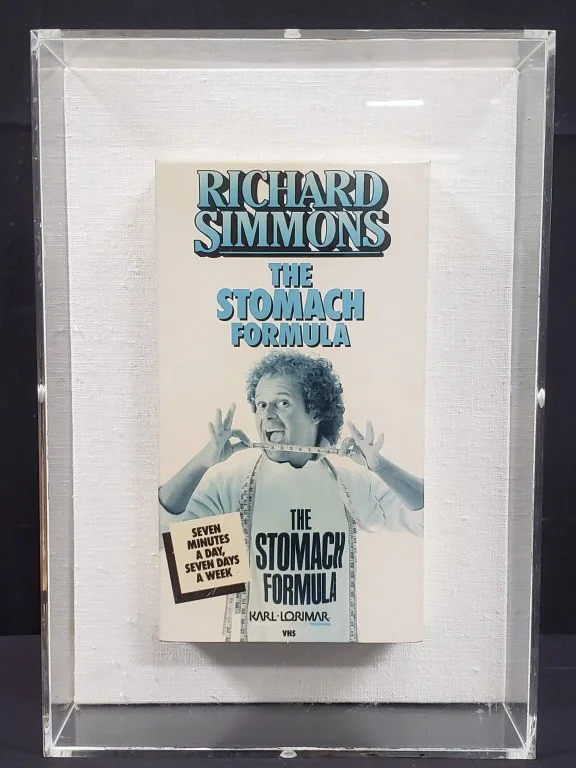 RICHARD
SIMMONS
THE
STOMACH
FORMULA
SEVEN
MINUTES
A DAY,
SEVEN DAYS
A WEEK
THE
STOMACH
FORMULA
KARL·LORIMAR
VHS